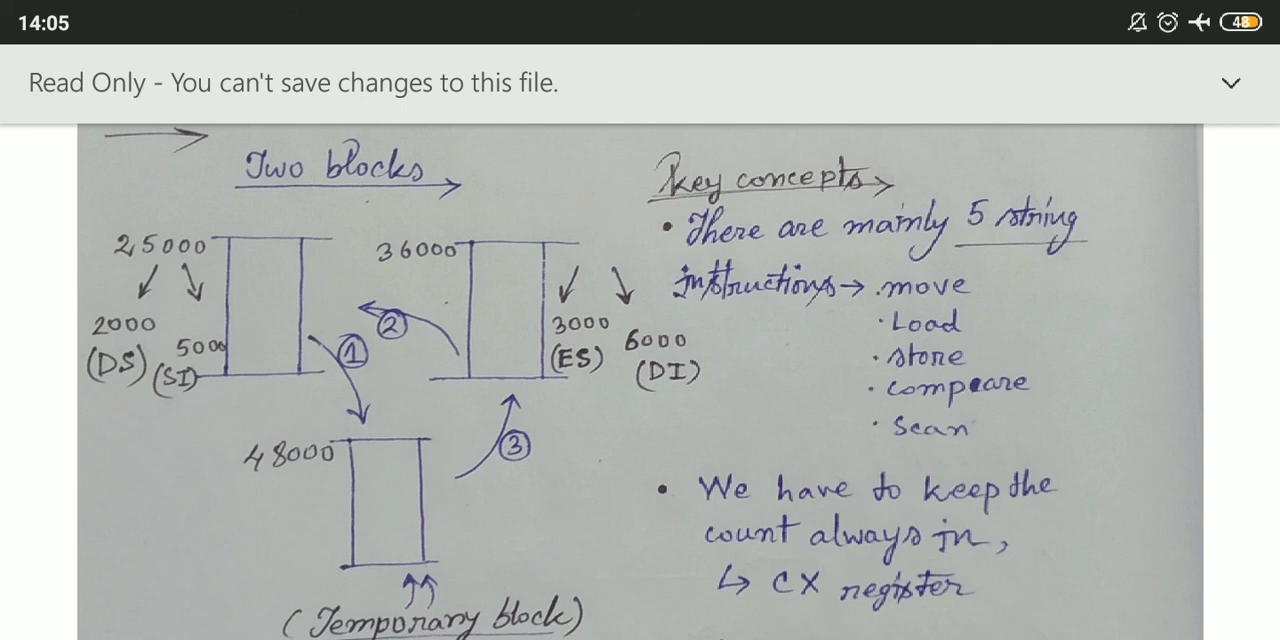 14:05
48
Read Only - You can't save changes to this file.
Two blocks
25000
2000
(DS)
5000
(SI)
36000
3000
(ES)
6000
(DI)
1
2
3
48000
(Temporary block)
Key concepts
• There are mainly 5 string
instructions → .move
· Load
· store
· compare
· Scan
• We have to keep the
count always in,
↳ CX register